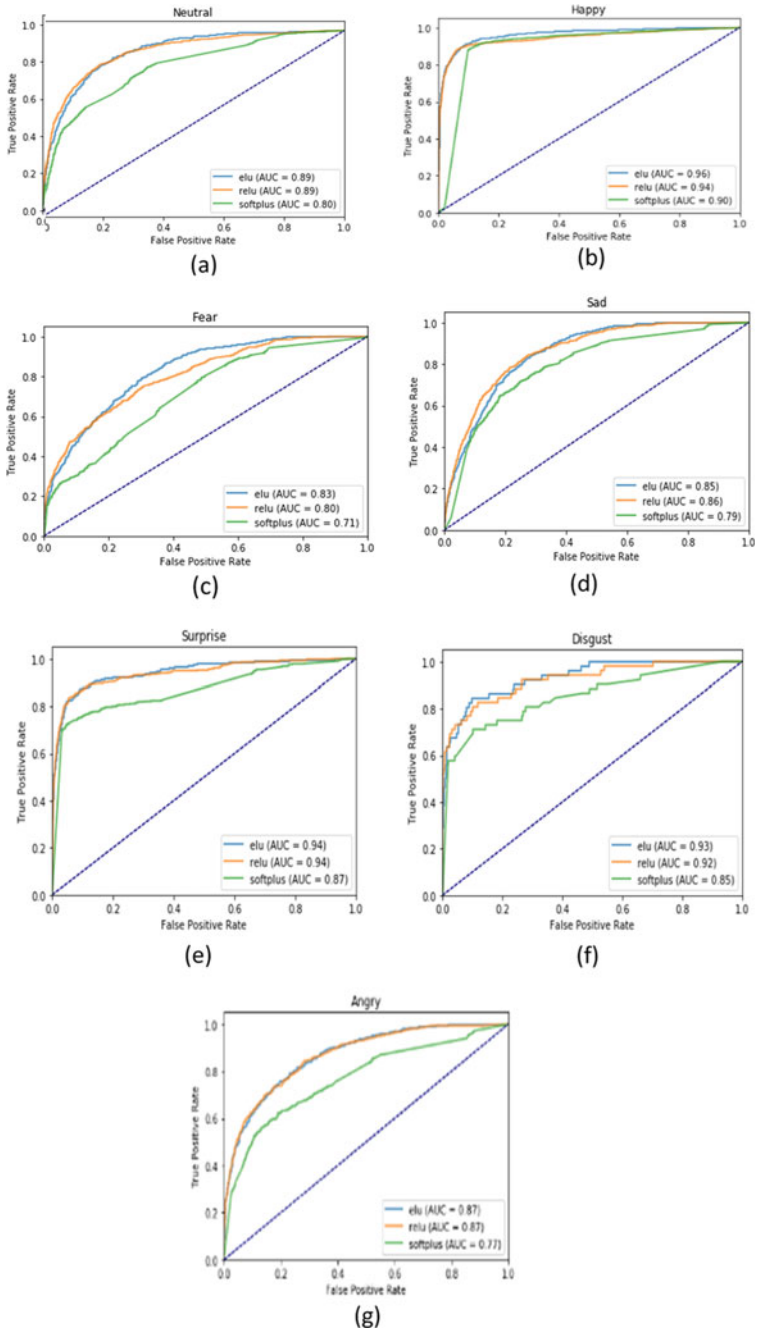 Neutral
True Positive Rate
1.0
0.8
0.6
0.4
0.2
0.0
0.0
0.2
0.4
0.6
0.8
1.0
elu (AUC = 0.89)
relu (AUC = 0.89)
softplus (AUC = 0.80)
False Positive Rate
(a)
Happy
True Positive Rate
1.0
0.8
0.6
0.4
0.2
0.0
0.0
0.2
0.4
0.6
0.8
1.0
elu (AUC = 0.96)
relu (AUC = 0.94)
softplus (AUC = 0.90)
False Positive Rate
(b)
Fear
True Positive Rate
1.0
0.8
0.6
0.4
0.2
0.0
0.0
0.2
0.4
0.6
0.8
1.0
elu (AUC = 0.83)
relu (AUC = 0.80)
softplus (AUC = 0.71)
False Positive Rate
(c)
Sad
True Positive Rate
1.0
0.8
0.6
0.4
0.2
0.0
0.0
0.2
0.4
0.6
0.8
1.0
elu (AUC = 0.85)
relu (AUC = 0.86)
softplus (AUC = 0.79)
False Positive Rate
(d)
Surprise
True Positive Rate
1.0
0.8
0.6
0.4
0.2
0.0
0.0
0.2
0.4
0.6
0.8
1.0
elu (AUC = 0.94)
relu (AUC = 0.94)
softplus (AUC = 0.87)
False Positive Rate
(e)
Disgust
True Positive Rate
1.0
0.8
0.6
0.4
0.2
0.0
0.0
0.2
0.4
0.6
0.8
1.0
elu (AUC = 0.93)
relu (AUC = 0.92)
softplus (AUC = 0.85)
False Positive Rate
(f)
Angry
True Positive Rate
1.0
0.8
0.6
0.4
0.2
0.0
0.0
0.2
0.4
0.6
0.8
1.0
elu (AUC = 0.87)
relu (AUC = 0.87)
softplus (AUC = 0.77)
False Positive Rate
(g)